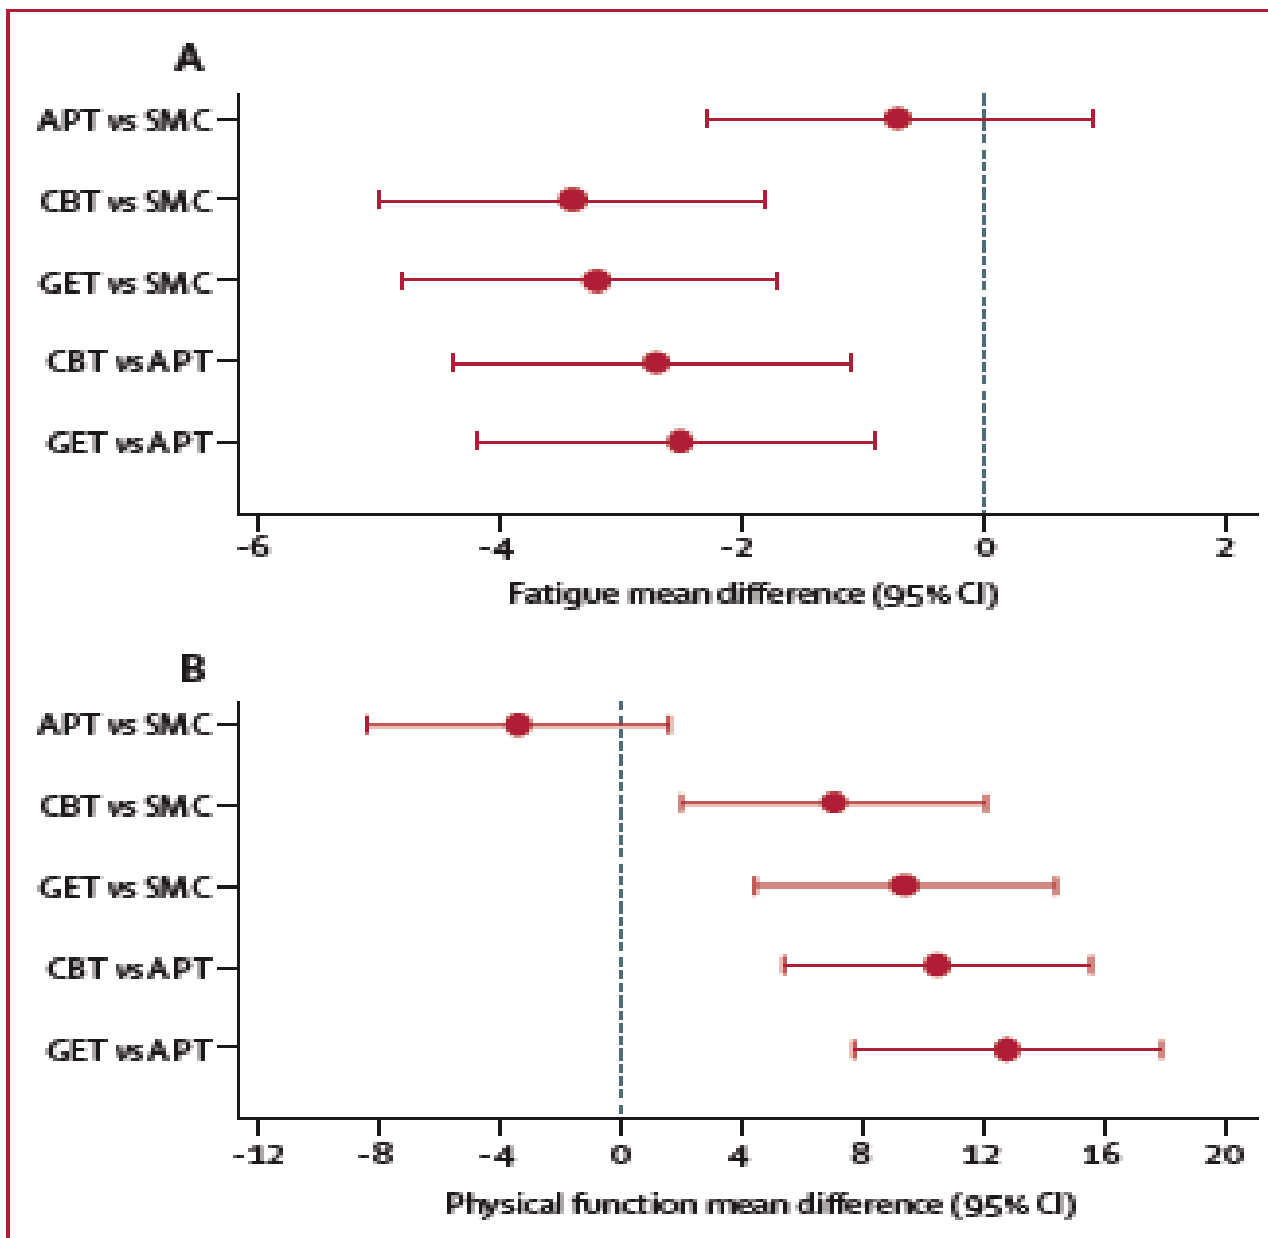 A
APT vs SMC
CBT vs SMC
GET vs SMC
CBT vs APT
GET vs APT
-6 -4 -2 0 2
Fatigue mean difference (95% CI)
B
APT vs SMC
CBT vs SMC
GET vs SMC
CBT vs APT
GET vs APT
-12 -8 -4 0 4 8 12 16 20
Physical function mean difference (95% CI)